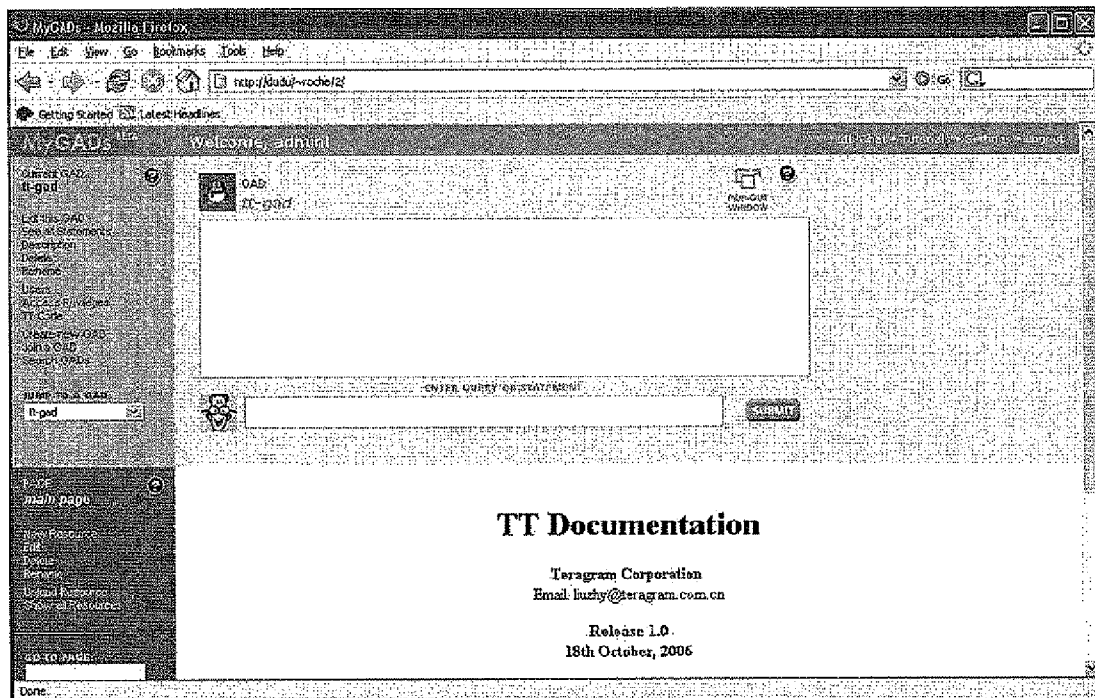 MyGADs - Mozilla Firefox
File Edit View Go Bookmarks Tools Help
Go
Getting Started Latest Headlines
MyGADs
Welcome, admin!
Logout
Current GAD:
tt-gad
Edit this GAD
See all Statements
Description
Delete
Rename
Users
TT Code
Create new GAD
Join a GAD
Search GADs
JUMP TO A GAD
tt-gad
GAD:
tt-gad
POP-OUT
WINDOW
ENTER QUERY OR STATEMENT
SUBMIT
PAGE
main page
New Resource
Edit
Delete
Rename
Upload Resource
Show all Resources
GO TO PAGE
TT Documentation
Teragram Corporation
Email: liuzhy@teragram.com.cn
Release 1.0
18th October, 2006
Done